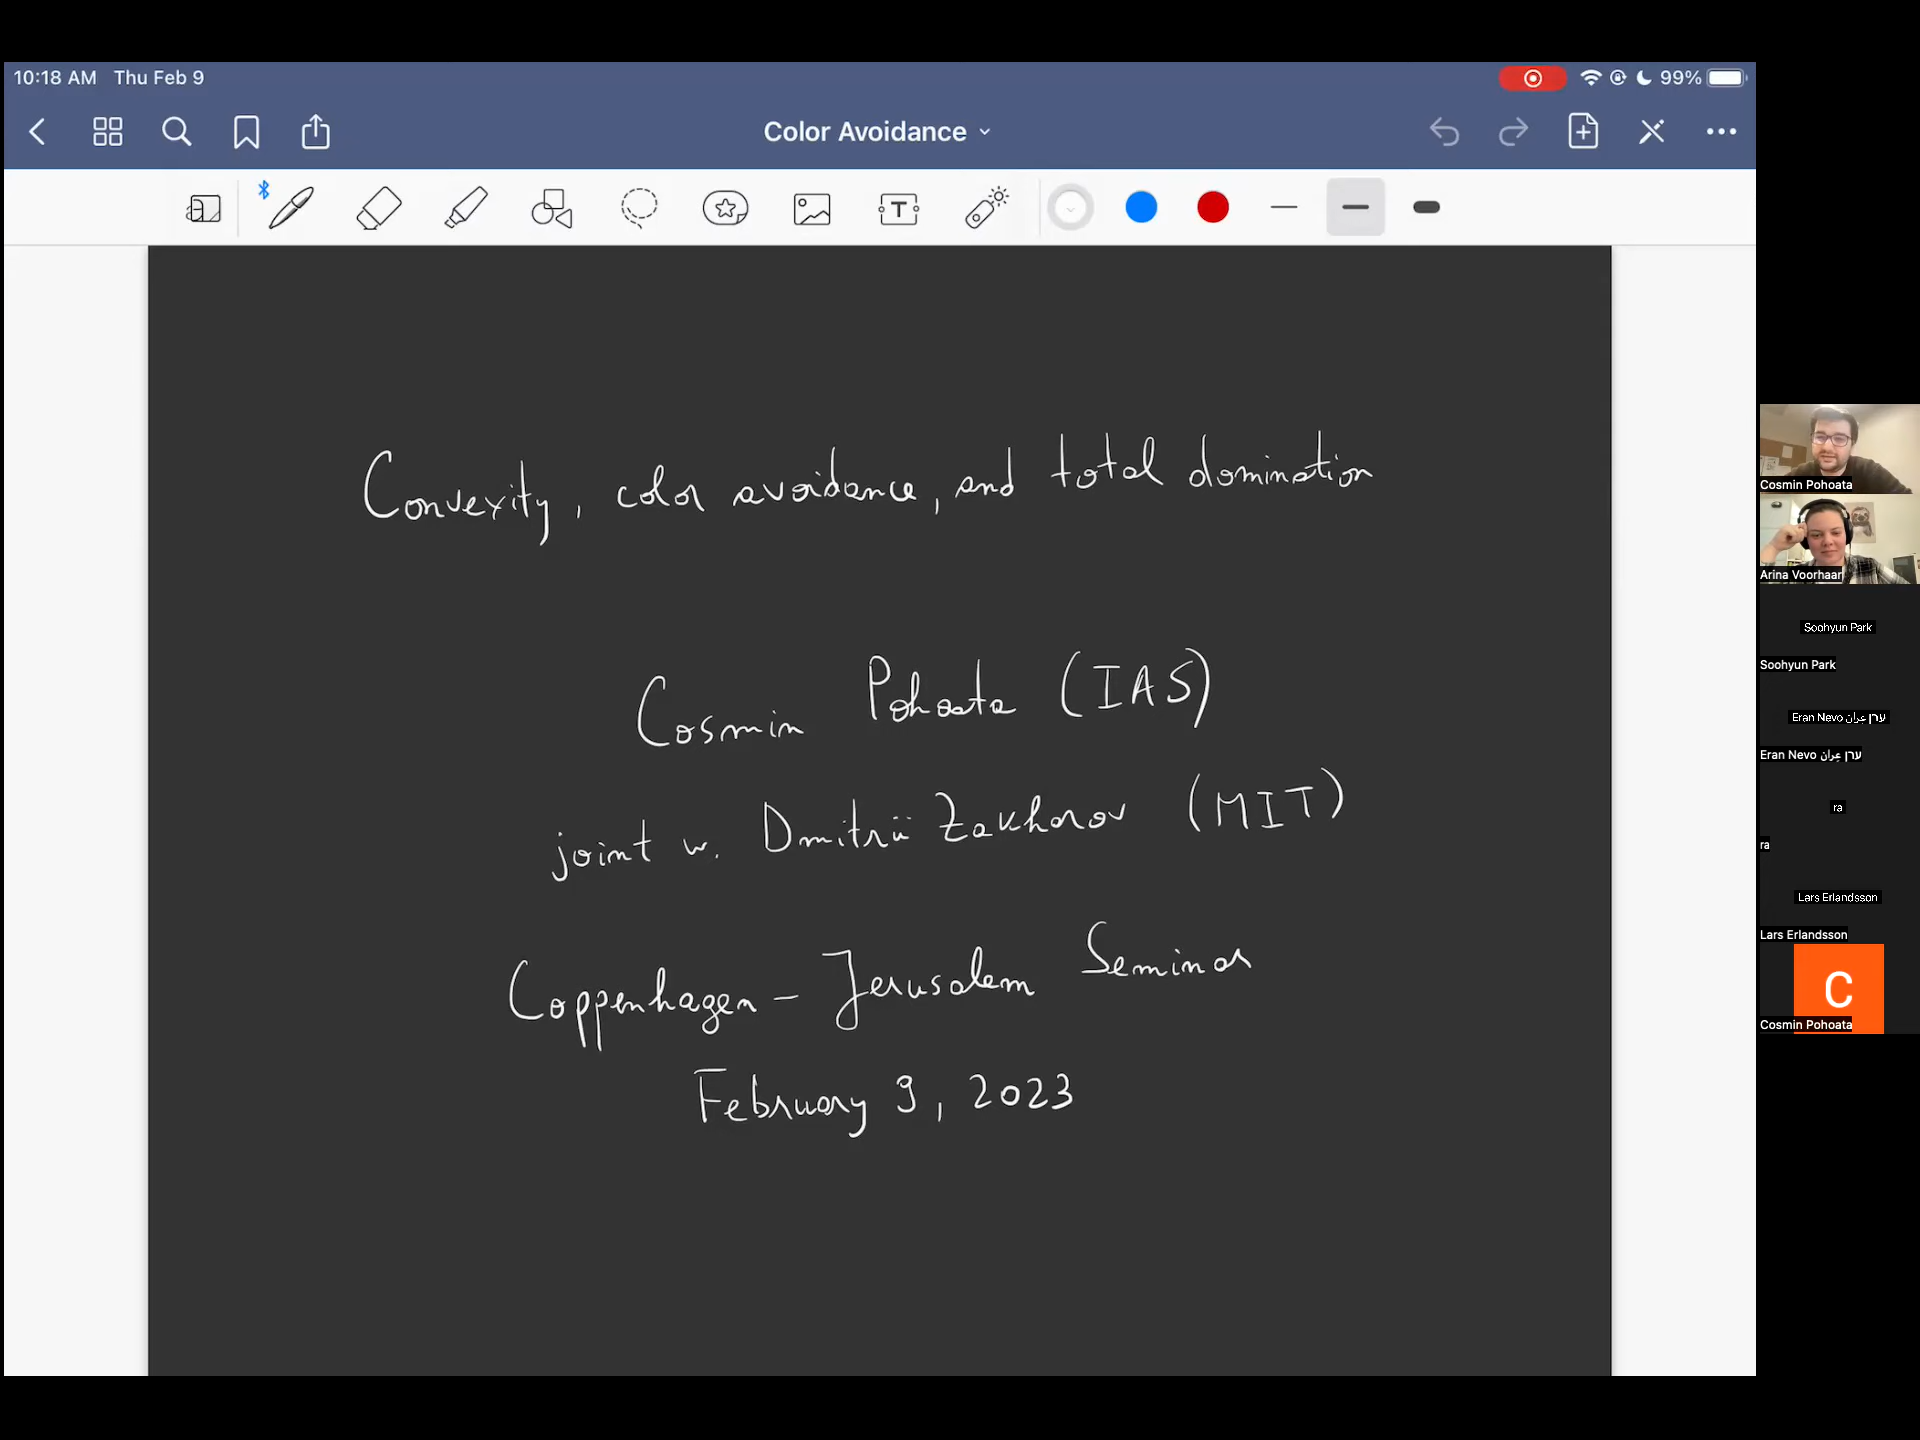 10:18 AM Thu Feb 9
99%
Color Avoidance
T
Convexity, color avoidance, and total domination
Cosmin Pohoata (IAS)
joint w. Dmitrii Zakharov (MIT)
Coppenhagen - Jerusalem Seminar
February 9, 2023
Cosmin Pohoata
Arina Voorhaar
Soohyun Park
Soohyun Park
Eran Nevo ערן عران
Eran Nevo ערן عران
ra
ra
Lars Erlandsson
Lars Erlandsson
C
Cosmin Pohoata